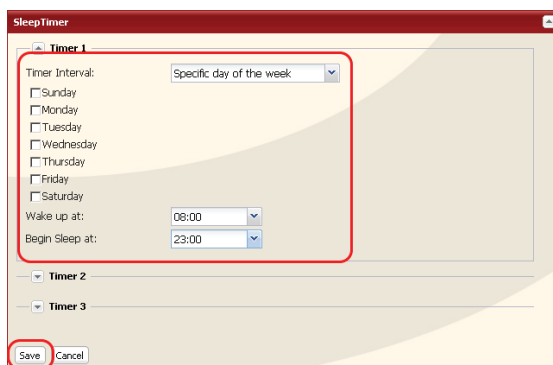 SleepTimer
Timer 1
Timer Interval: Specific day of the week
Sunday
Monday
Tuesday
Wednesday
Thursday
Friday
Saturday
Wake up at: 08:00
Begin Sleep at: 23:00
Timer 2
Timer 3
Save Cancel